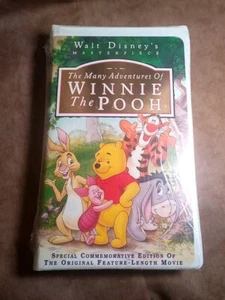 Walt Disney's
MASTERPIECE
The Many Adventures Of
WINNIE
The POOH
Special Commemorative Edition Of
The Original Feature-Length Movie